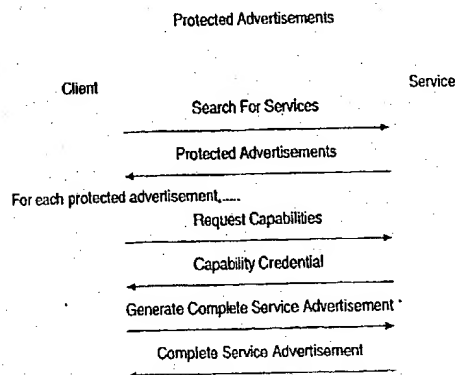 Protected Advertisements
Client
Service
Search For Services
Protected Advertisements
For each protected advertisement,.....
Request Capabilities
Capability Credential
Generate Complete Service Advertisement
Complete Service Advertisement